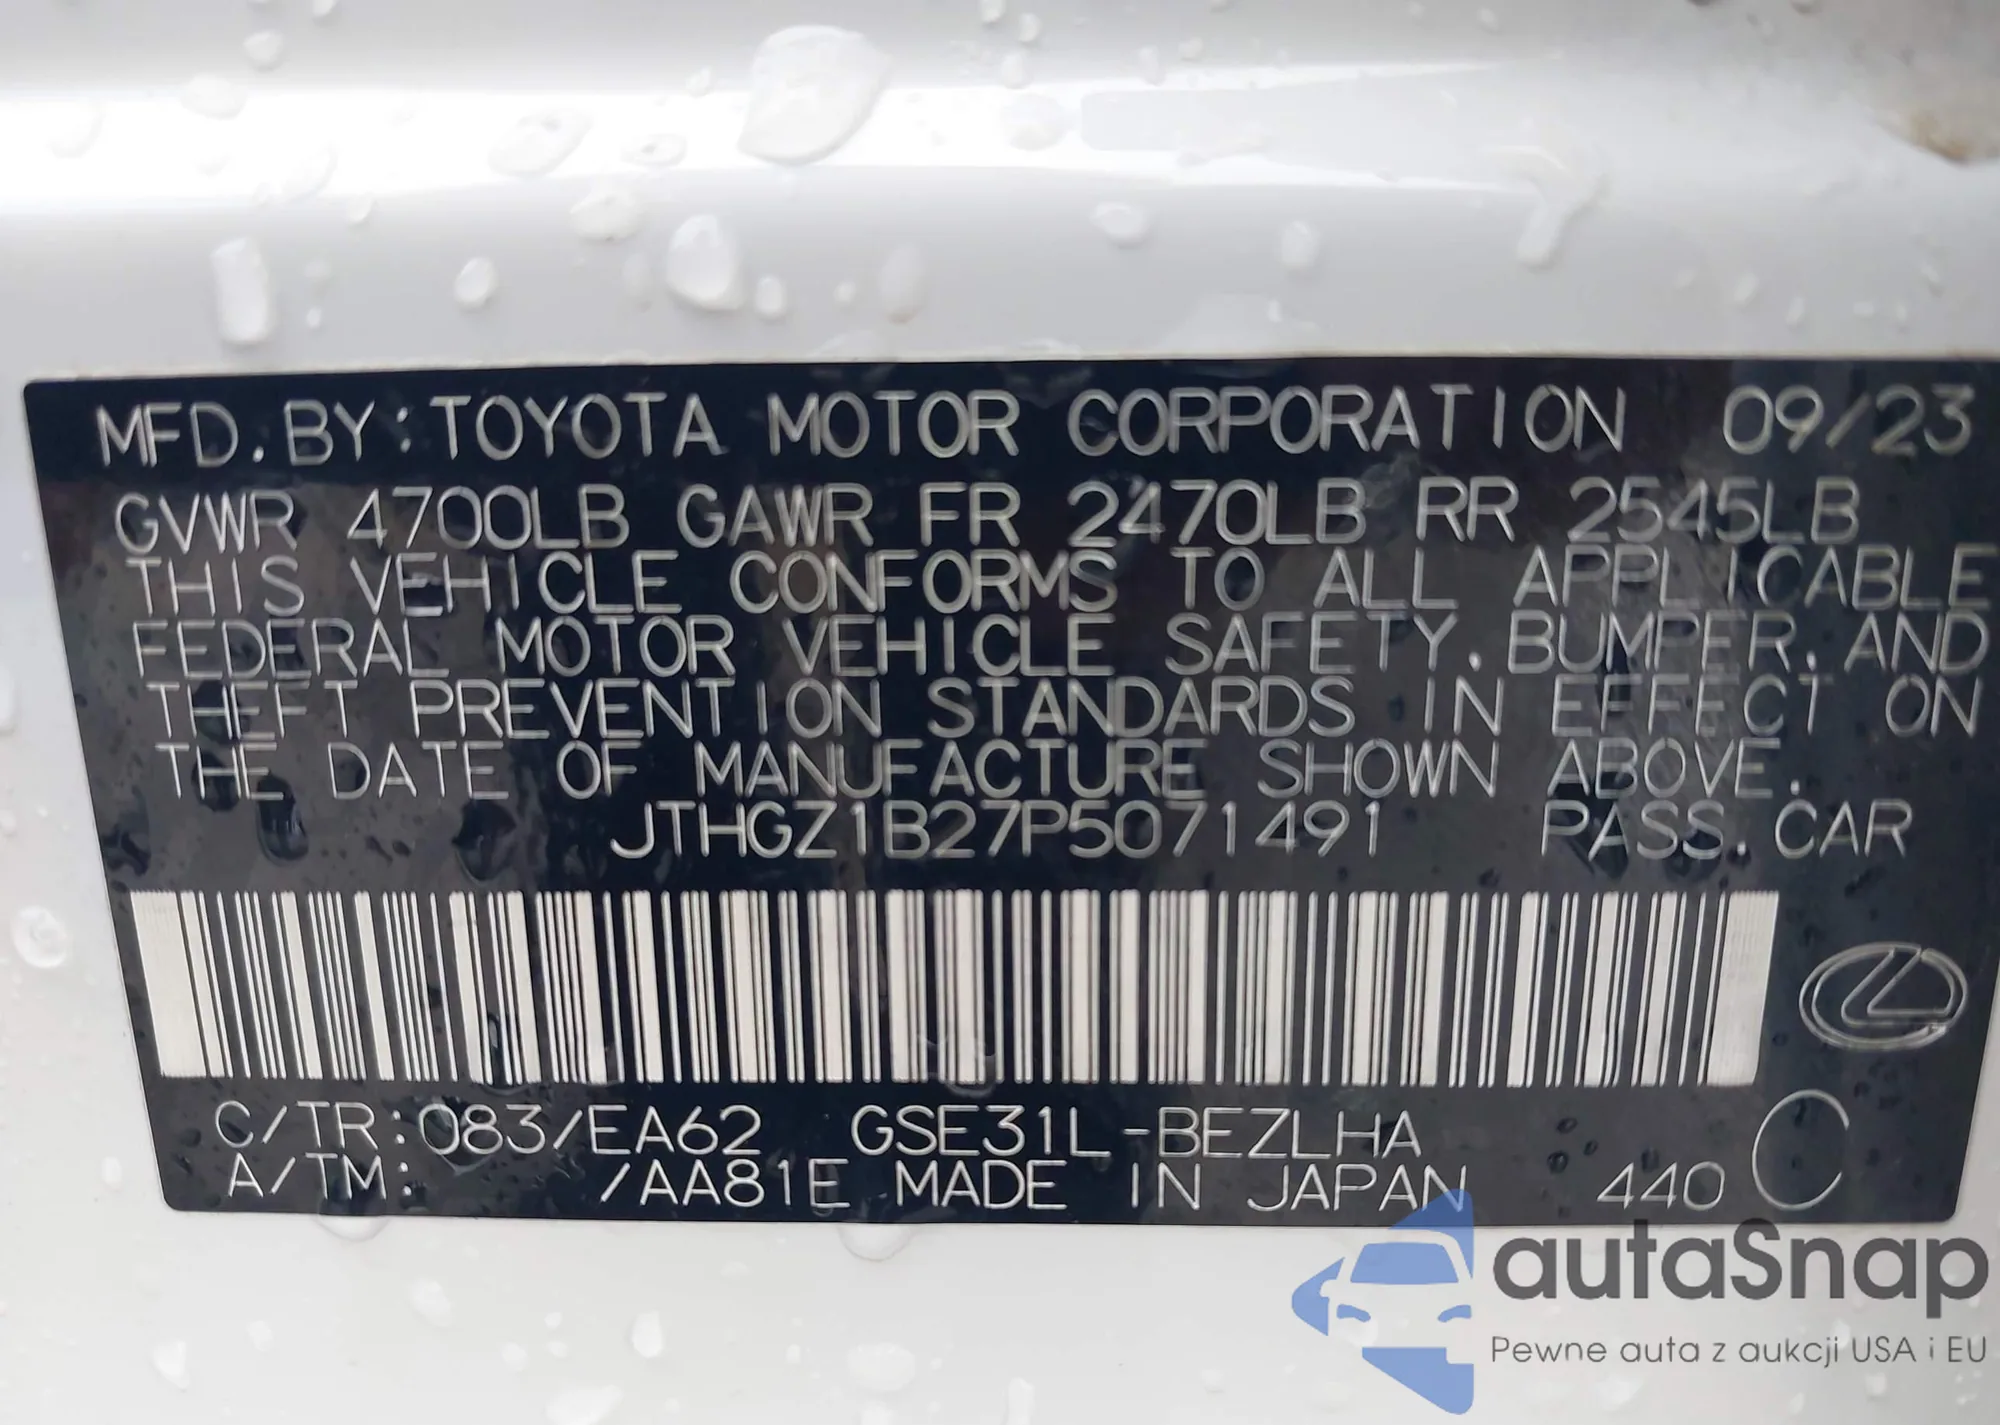 MFD. BY: TOYOTA MOTOR CORPORATION 09/23
GVWR 4700LB GAWR FR 2470LB RR 2545LB
THIS VEHICLE CONFORMS TO ALL APPLICABLE
FEDERAL MOTOR VEHICLE SAFETY, BUMPER, AND
THEFT PREVENTION STANDARDS IN EFFECT ON
THE DATE OF MANUFACTURE SHOWN ABOVE.
JTHGZ1B27P5071491 PASS. CAR
C/TR: 083/EA62 GSE31L-BEZLHA
A/TM: /AA81E MADE IN JAPAN 440 C
autaSnap
Pewne auta z aukcji USA i EU